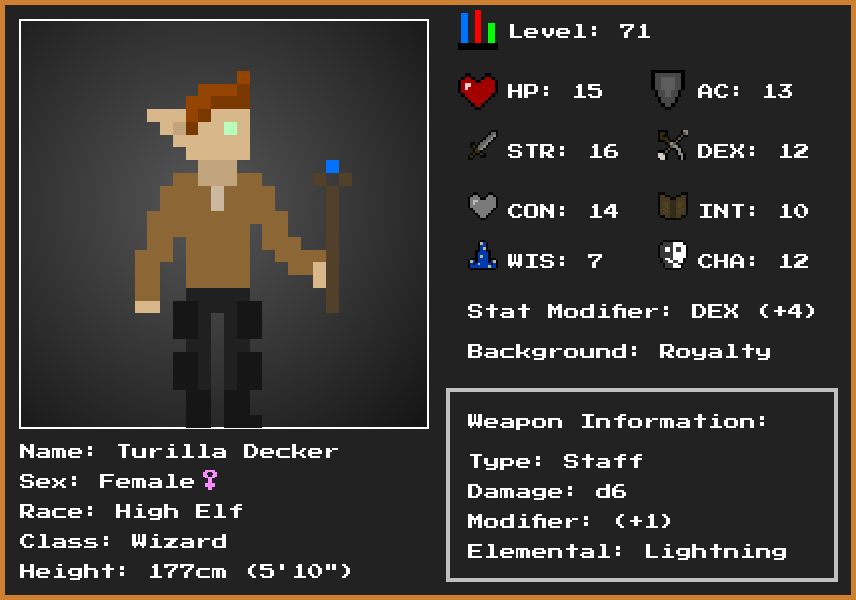 Level: 71
HP: 15
AC: 13
STR: 16
DEX: 12
CON: 14
INT: 10
WIS: 7
CHA: 12
Stat Modifier: DEX (+4)
Background: Royalty
Weapon Information:
Type: Staff
Damage: d6
Modifier: (+1)
Elemental: Lightning
Name: Turilla Decker
Sex: Female♀
Race: High Elf
Class: Wizard
Height: 177cm (5'10")